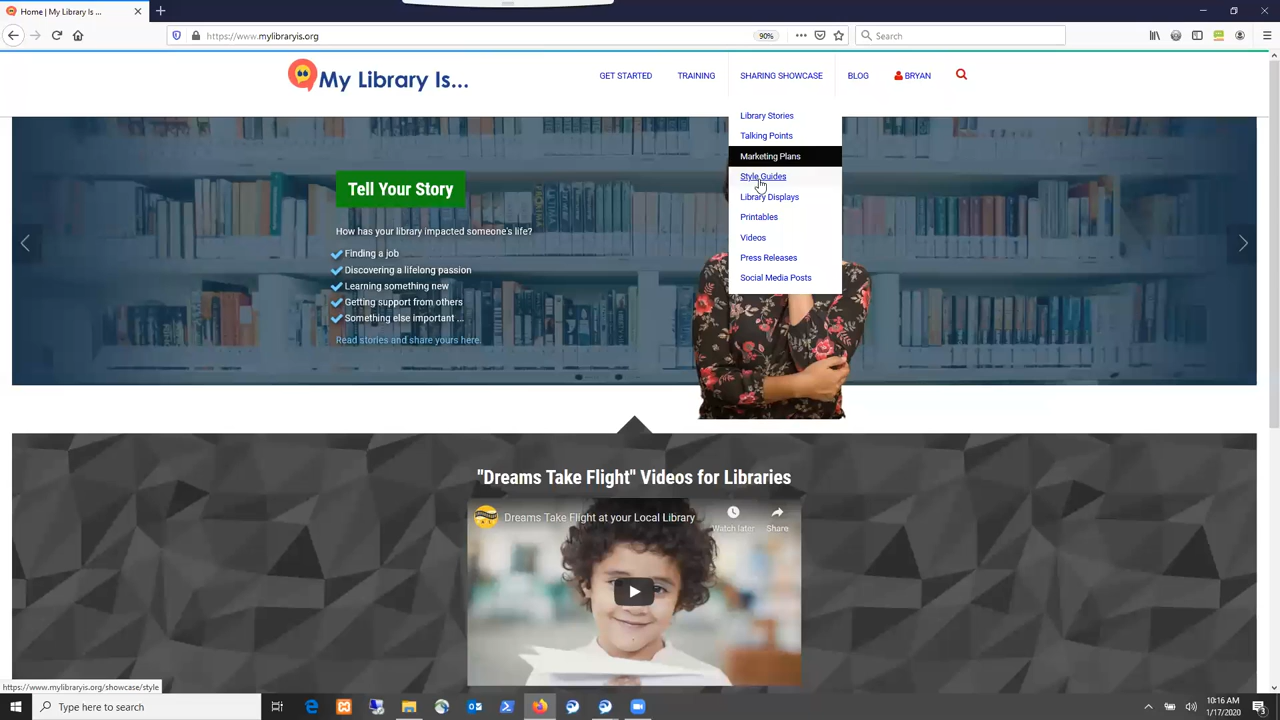 Home | My Library Is ...
https://www.mylibraryis.org
90%
Search
My Library Is...
GET STARTED
TRAINING
SHARING SHOWCASE
BLOG
BRYAN
Library Stories
Talking Points
Marketing Plans
Style Guides
Library Displays
Printables
Videos
Press Releases
Social Media Posts
Tell Your Story
How has your library impacted someone's life?
Finding a job
Discovering a lifelong passion
Learning something new
Getting support from others
Something else important ...
Read stories and share yours here.
"Dreams Take Flight" Videos for Libraries
Dreams Take Flight at your Local Library
Watch later
Share
https://www.mylibraryis.org/showcase/style
Type here to search
10:16 AM
1/17/2020